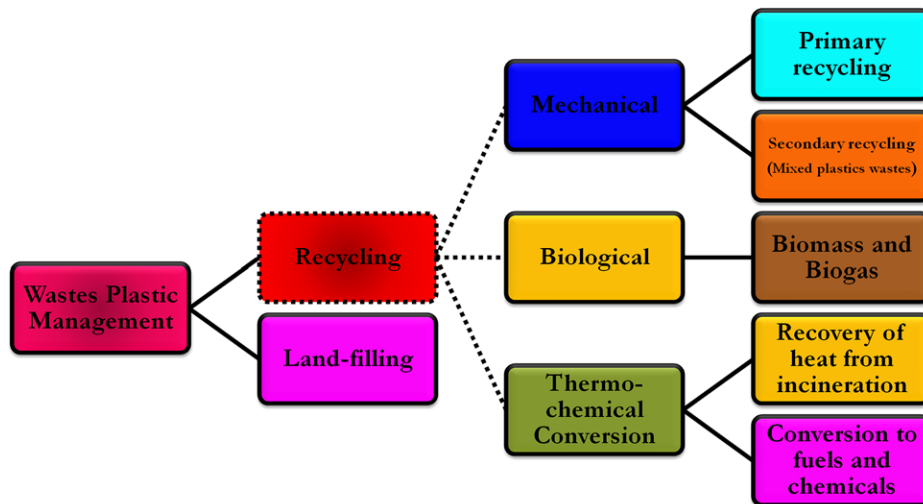 Wastes Plastic
Management
Recycling
Land-filling
Mechanical
Biological
Thermo-
chemical
Conversion
Primary
recycling
Secondary recycling
(Mixed plastics wastes)
Biomass and
Biogas
Recovery of
heat from
incineration
Conversion to
fuels and
chemicals